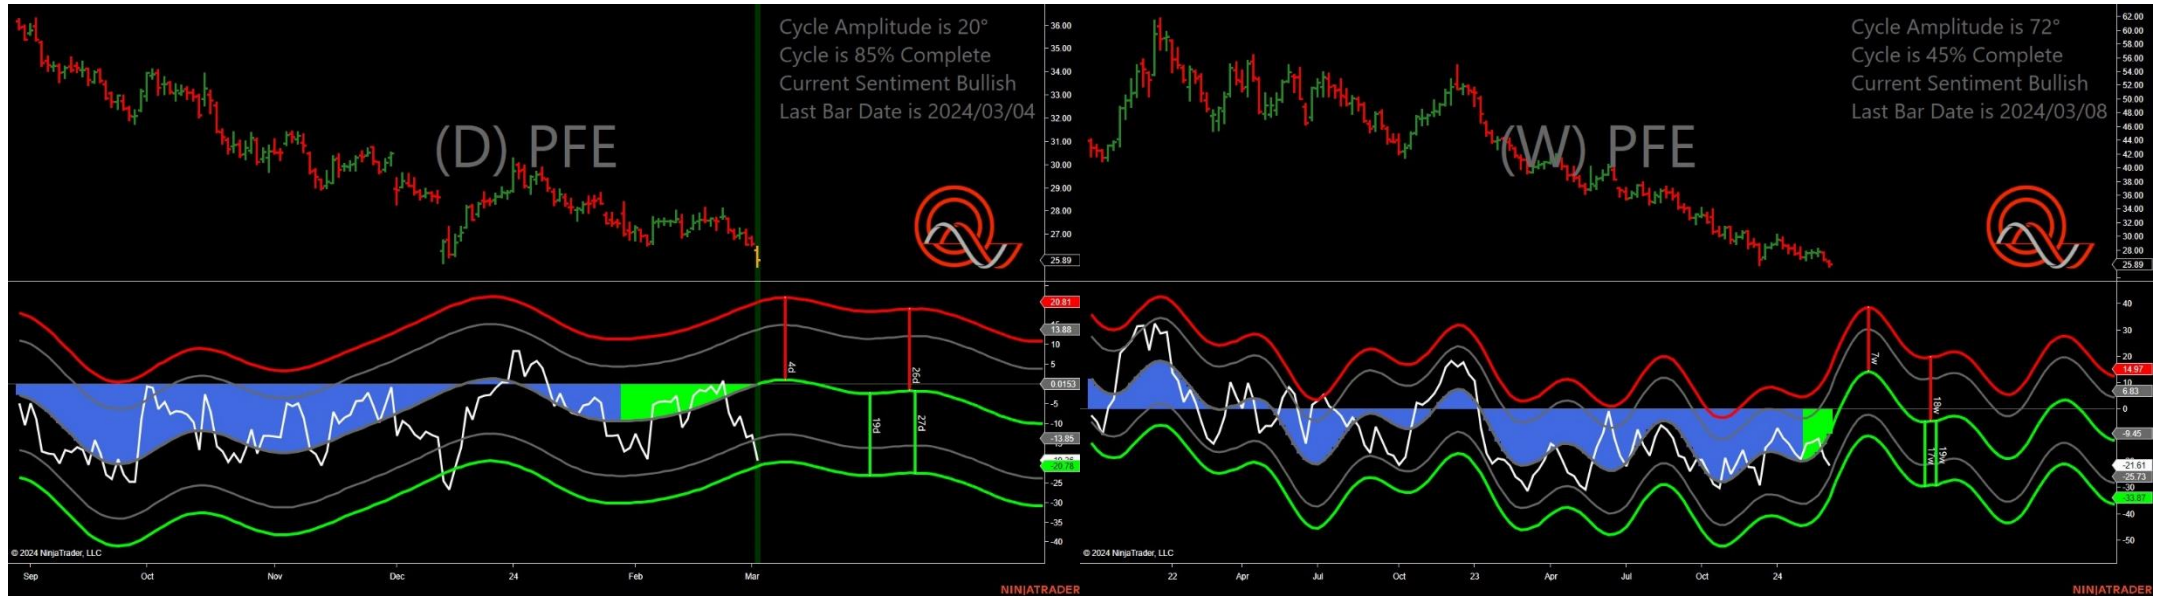 Cycle Amplitude is 20°
Cycle is 85% Complete
Current Sentiment Bullish
Last Bar Date is 2024/03/04
(D) PFE
36.00
35.00
34.00
33.00
32.00
31.00
30.00
29.00
28.00
27.00
25.89
20.81
13.88
10
5
0.0153
-5
-10
-13.85
-20.78
-25
-30
-35
-40
4d
26d
19d
27d
© 2024 NinjaTrader, LLC
Sep Oct Nov Dec 24 Feb Mar
NINJATRADER
Cycle Amplitude is 72°
Cycle is 45% Complete
Current Sentiment Bullish
Last Bar Date is 2024/03/08
(W) PFE
62.00
60.00
58.00
56.00
54.00
52.00
50.00
48.00
46.00
44.00
42.00
40.00
38.00
36.00
34.00
32.00
30.00
28.00
25.89
40
30
20
14.97
10
6.83
0
-9.45
-21.61
-25.73
-30
-33.87
-40
-50
7w
18w
17w
19w
© 2024 NinjaTrader, LLC
22 Apr Jul Oct 23 Apr Jul Oct 24
NINJATRADER